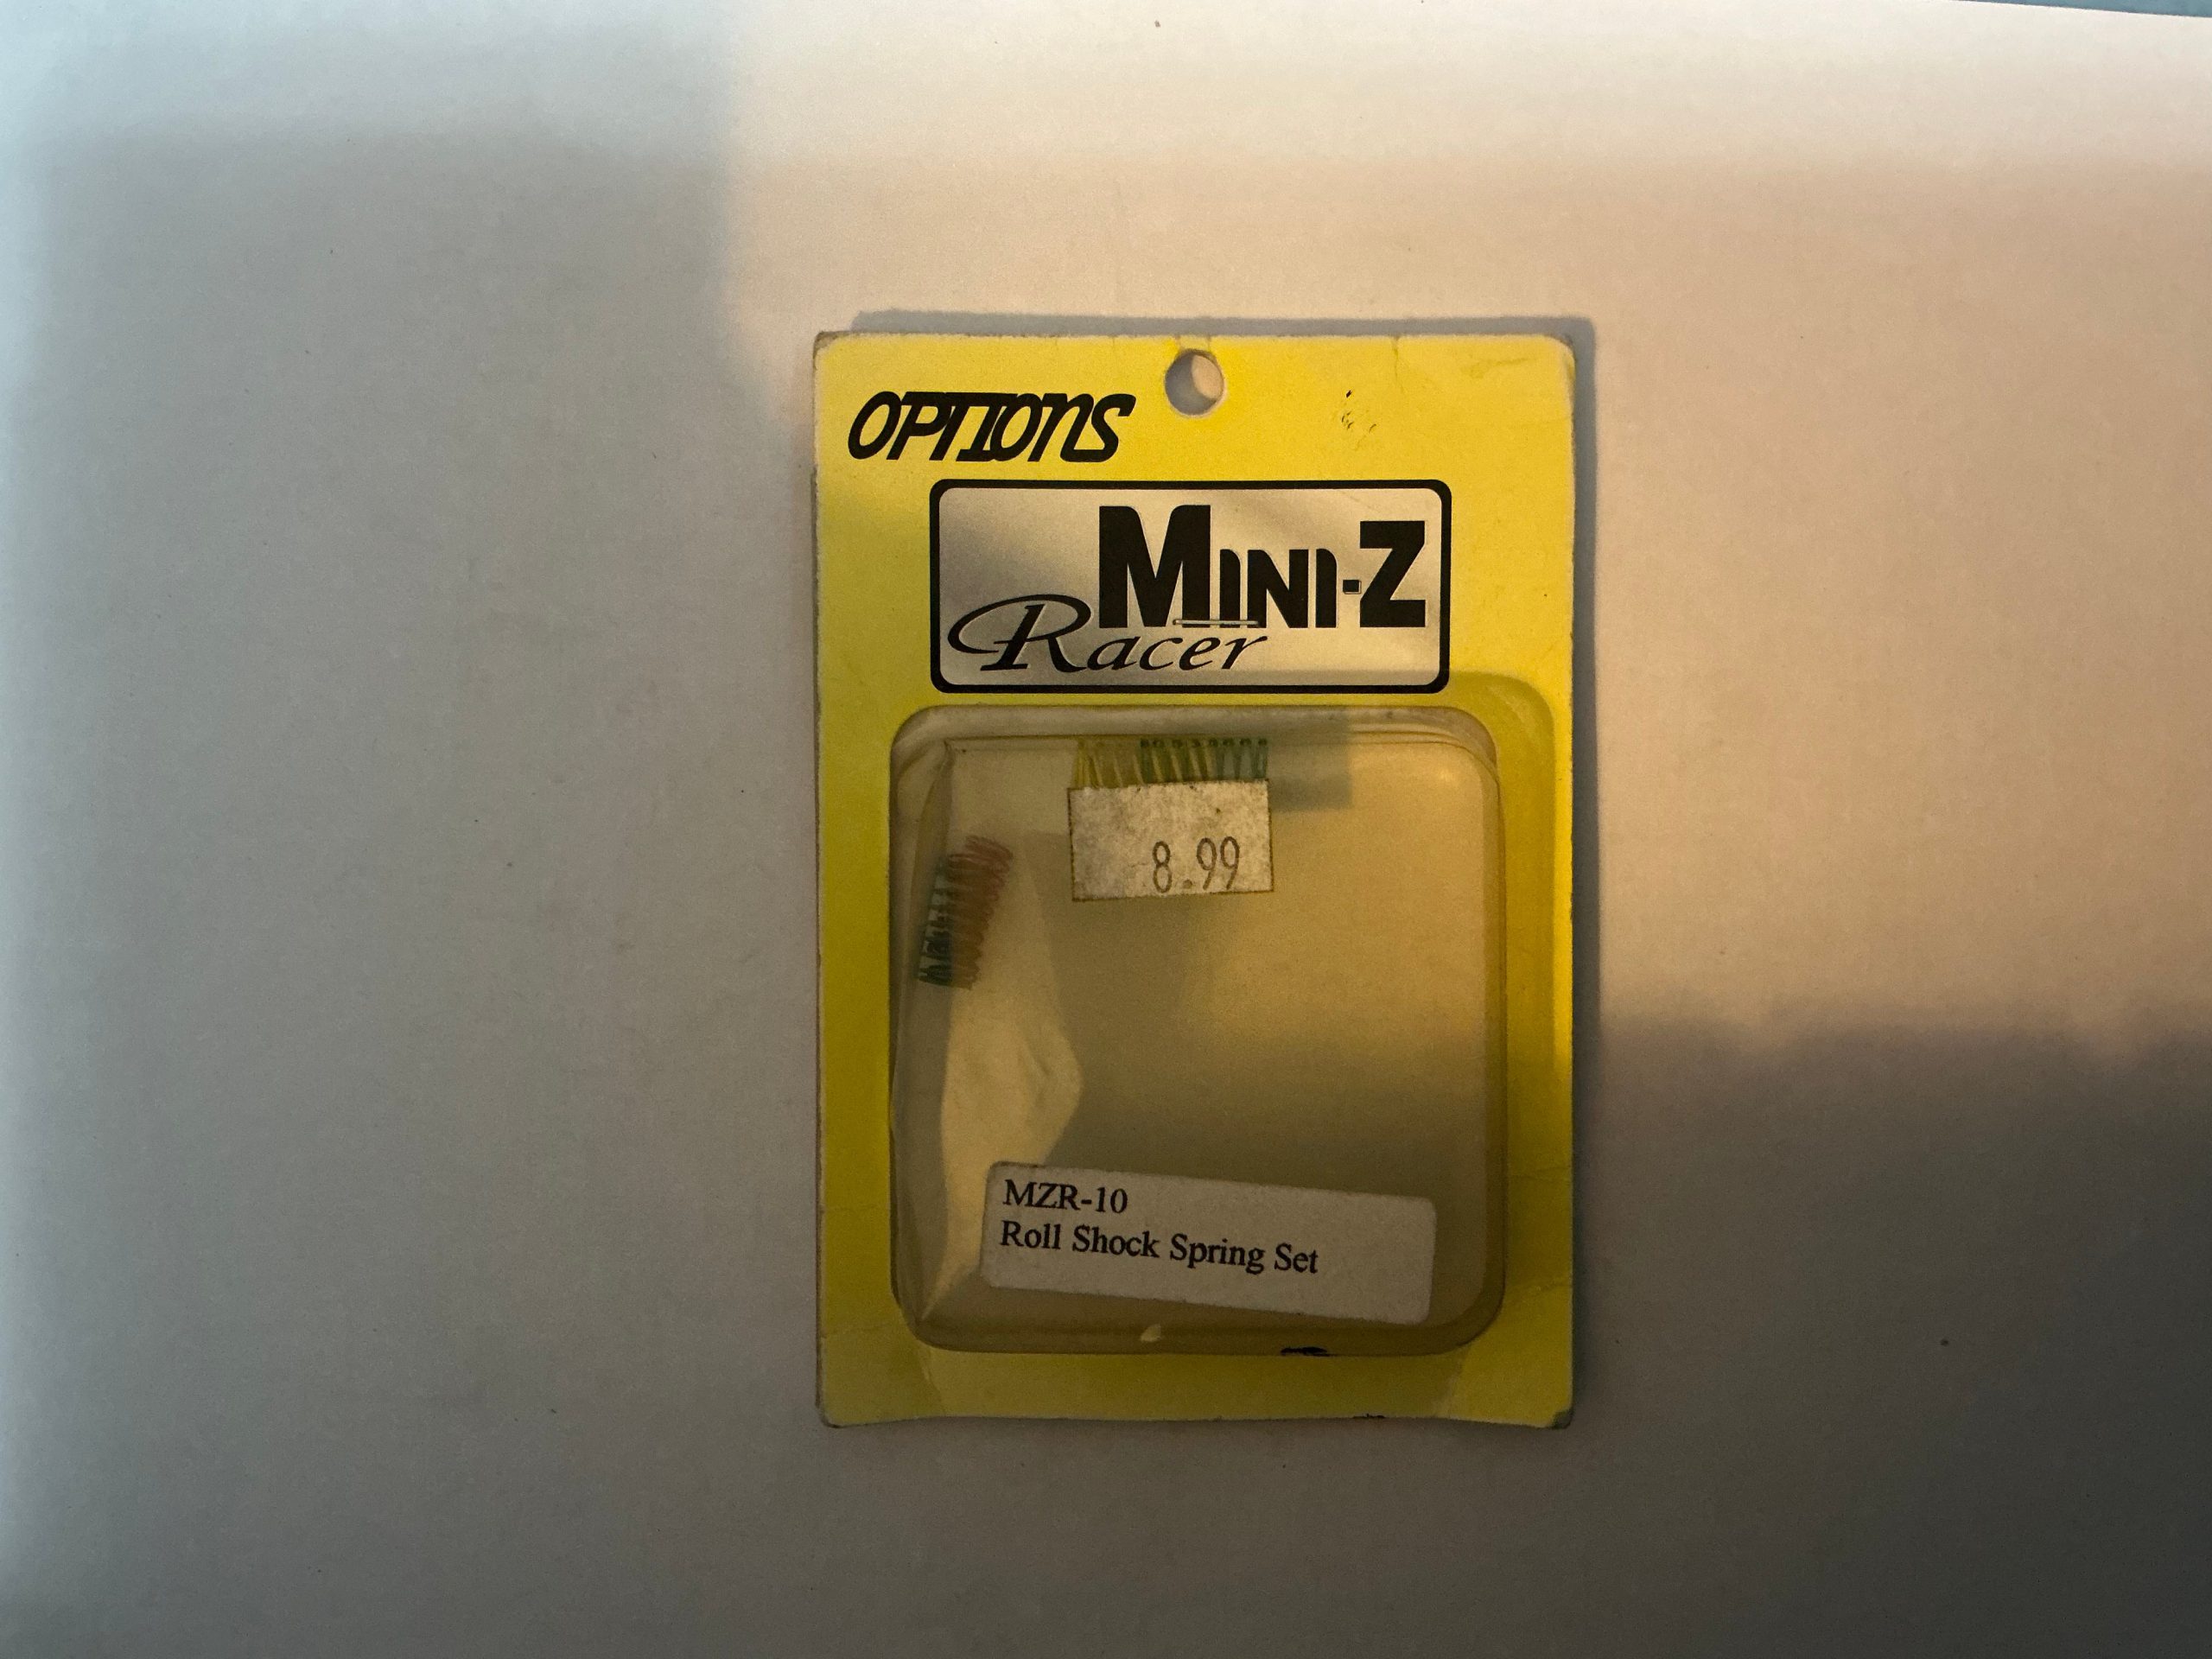 OPTIONS
MINI-Z
Racer
8.99
MZR-10
Roll Shock Spring Set